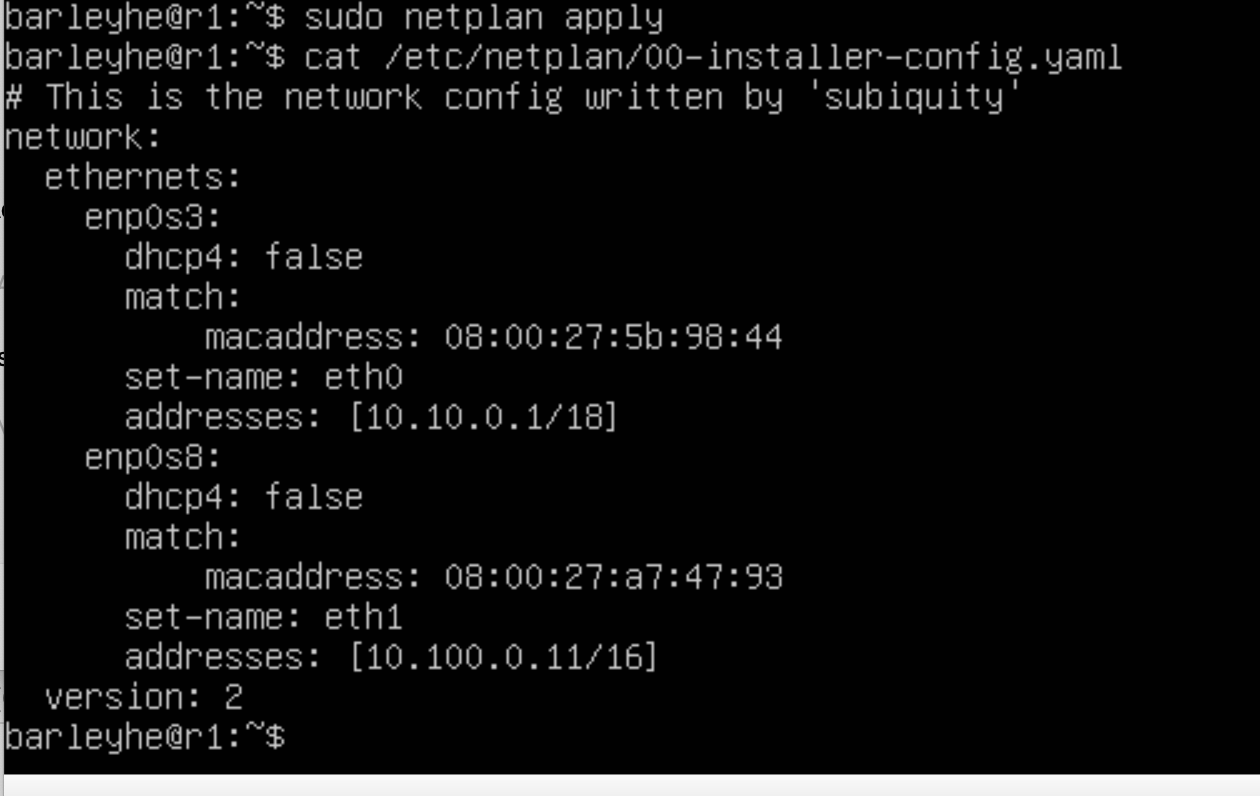 barleyhe@r1:~$ sudo netplan apply
barleyhe@r1:~$ cat /etc/netplan/00-installer-config.yaml
# This is the network config written by 'subiquity'
network:
  ethernets:
    enp0s3:
      dhcp4: false
      match:
          macaddress: 08:00:27:5b:98:44
      set-name: eth0
      addresses: [10.10.0.1/18]
    enp0s8:
      dhcp4: false
      match:
          macaddress: 08:00:27:a7:47:93
      set-name: eth1
      addresses: [10.100.0.11/16]
  version: 2
barleyhe@r1:~$